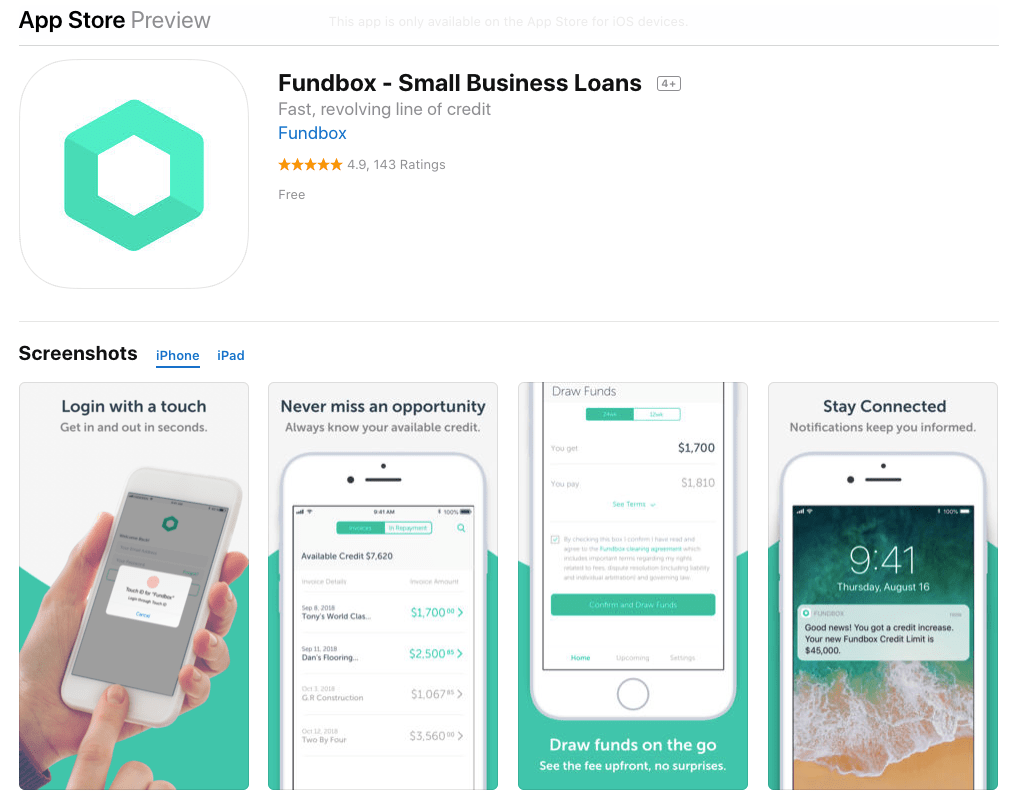 App Store Preview
This app is only available on the App Store for iOS devices.
Fundbox - Small Business Loans 4+
Fast, revolving line of credit
Fundbox
4.9, 143 Ratings
Free
Screenshots iPhone iPad
Login with a touch
Get in and out in seconds.
Touch ID for "Fundbox"
Login through Touch ID
Cancel
Never miss an opportunity
Always know your available credit.
9:41 AM 100%
INVOICES In Repayment
Available Credit $7,620
Invoice Details Invoice Amount
Sep 8, 2018
Tony's World Clas... $1,700.00
Sep 11, 2018
Dan's Flooring... $2,500.85
Oct 3, 2018
G.R Construction $1,067.85
Oct 12, 2018
Two By Four $3,560.00
Draw Funds
24wk 12wk
You get $1,700
You pay $1,810
See Terms
By checking this box I confirm I have read and
agree to the Fundbox clearing agreement which
includes important terms regarding my rights
related to fees, dispute resolution (including liability
and individual arbitration) and governing law.
Confirm and Draw Funds
Home Upcoming Settings
Draw funds on the go
See the fee upfront, no surprises.
Stay Connected
Notifications keep you informed.
100%
9:41
Thursday, August 16
FUNDBOX now
Good news! You got a credit increase.
Your new Fundbox Credit Limit is
$45,000.